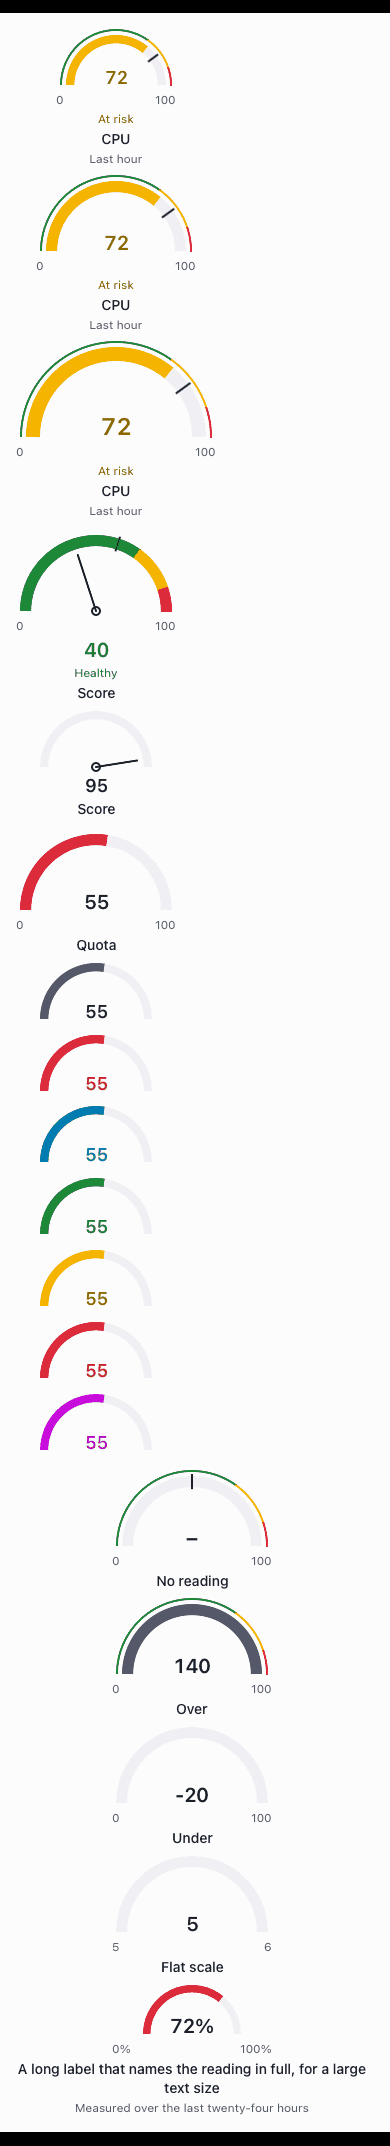 72
0 100
At risk
CPU
Last hour
72
0 100
At risk
CPU
Last hour
72
0 100
At risk
CPU
Last hour
0 100
40
Healthy
Score
95
Score
55
0 100
Quota
55
55
55
55
55
55
55
–
0 100
No reading
140
0 100
Over
-20
0 100
Under
5
5 6
Flat scale
72%
0% 100%
A long label that names the reading in full, for a large
text size
Measured over the last twenty-four hours